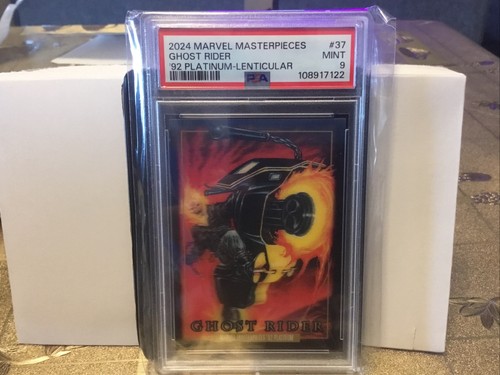 2024 MARVEL MASTERPIECES #37
GHOST RIDER MINT
'92 PLATINUM-LENTICULAR 9
PSA 108917122
GHOST RIDER